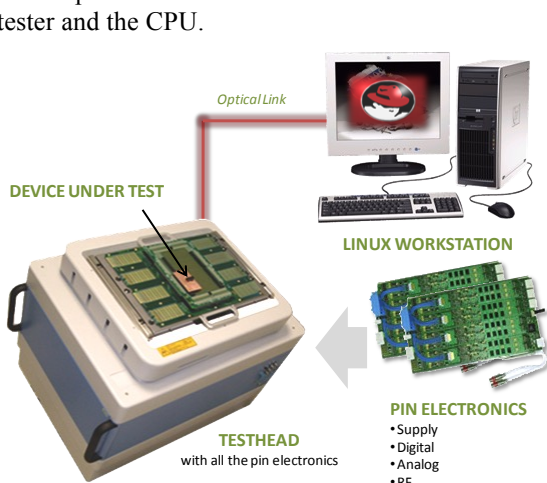 tester and the CPU.
Optical Link
DEVICE UNDER TEST
LINUX WORKSTATION
PIN ELECTRONICS
•Supply
•Digital
•Analog
•RF
TESTHEAD
with all the pin electronics